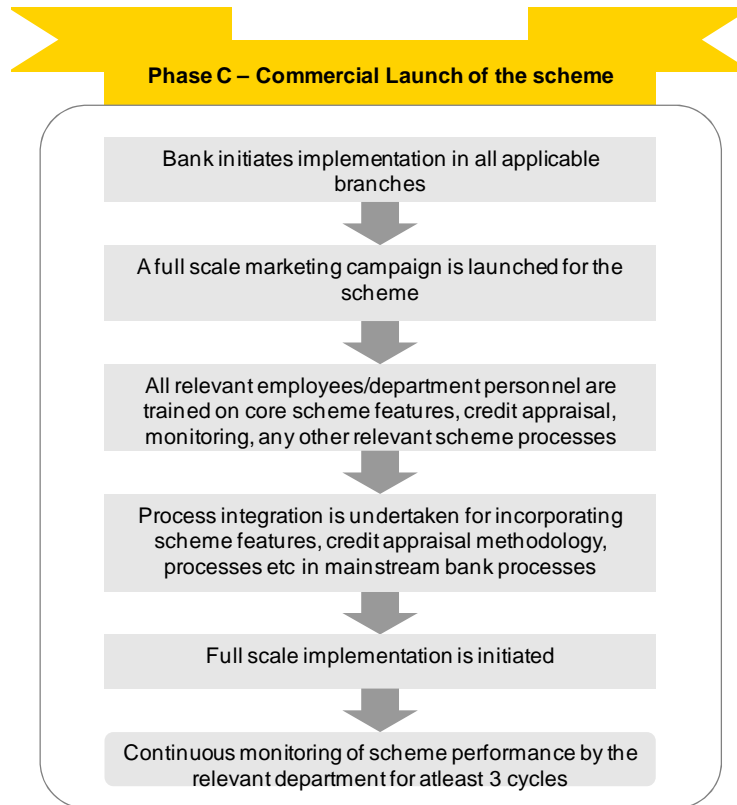 Phase C – Commercial Launch of the scheme
Bank initiates implementation in all applicable
branches
A full scale marketing campaign is launched for the
scheme
All relevant employees/department personnel are
trained on core scheme features, credit appraisal,
monitoring, any other relevant scheme processes
Process integration is undertaken for incorporating
scheme features, credit appraisal methodology,
processes etc in mainstream bank processes
Full scale implementation is initiated
Continuous monitoring of scheme performance by the
relevant department for atleast 3 cycles